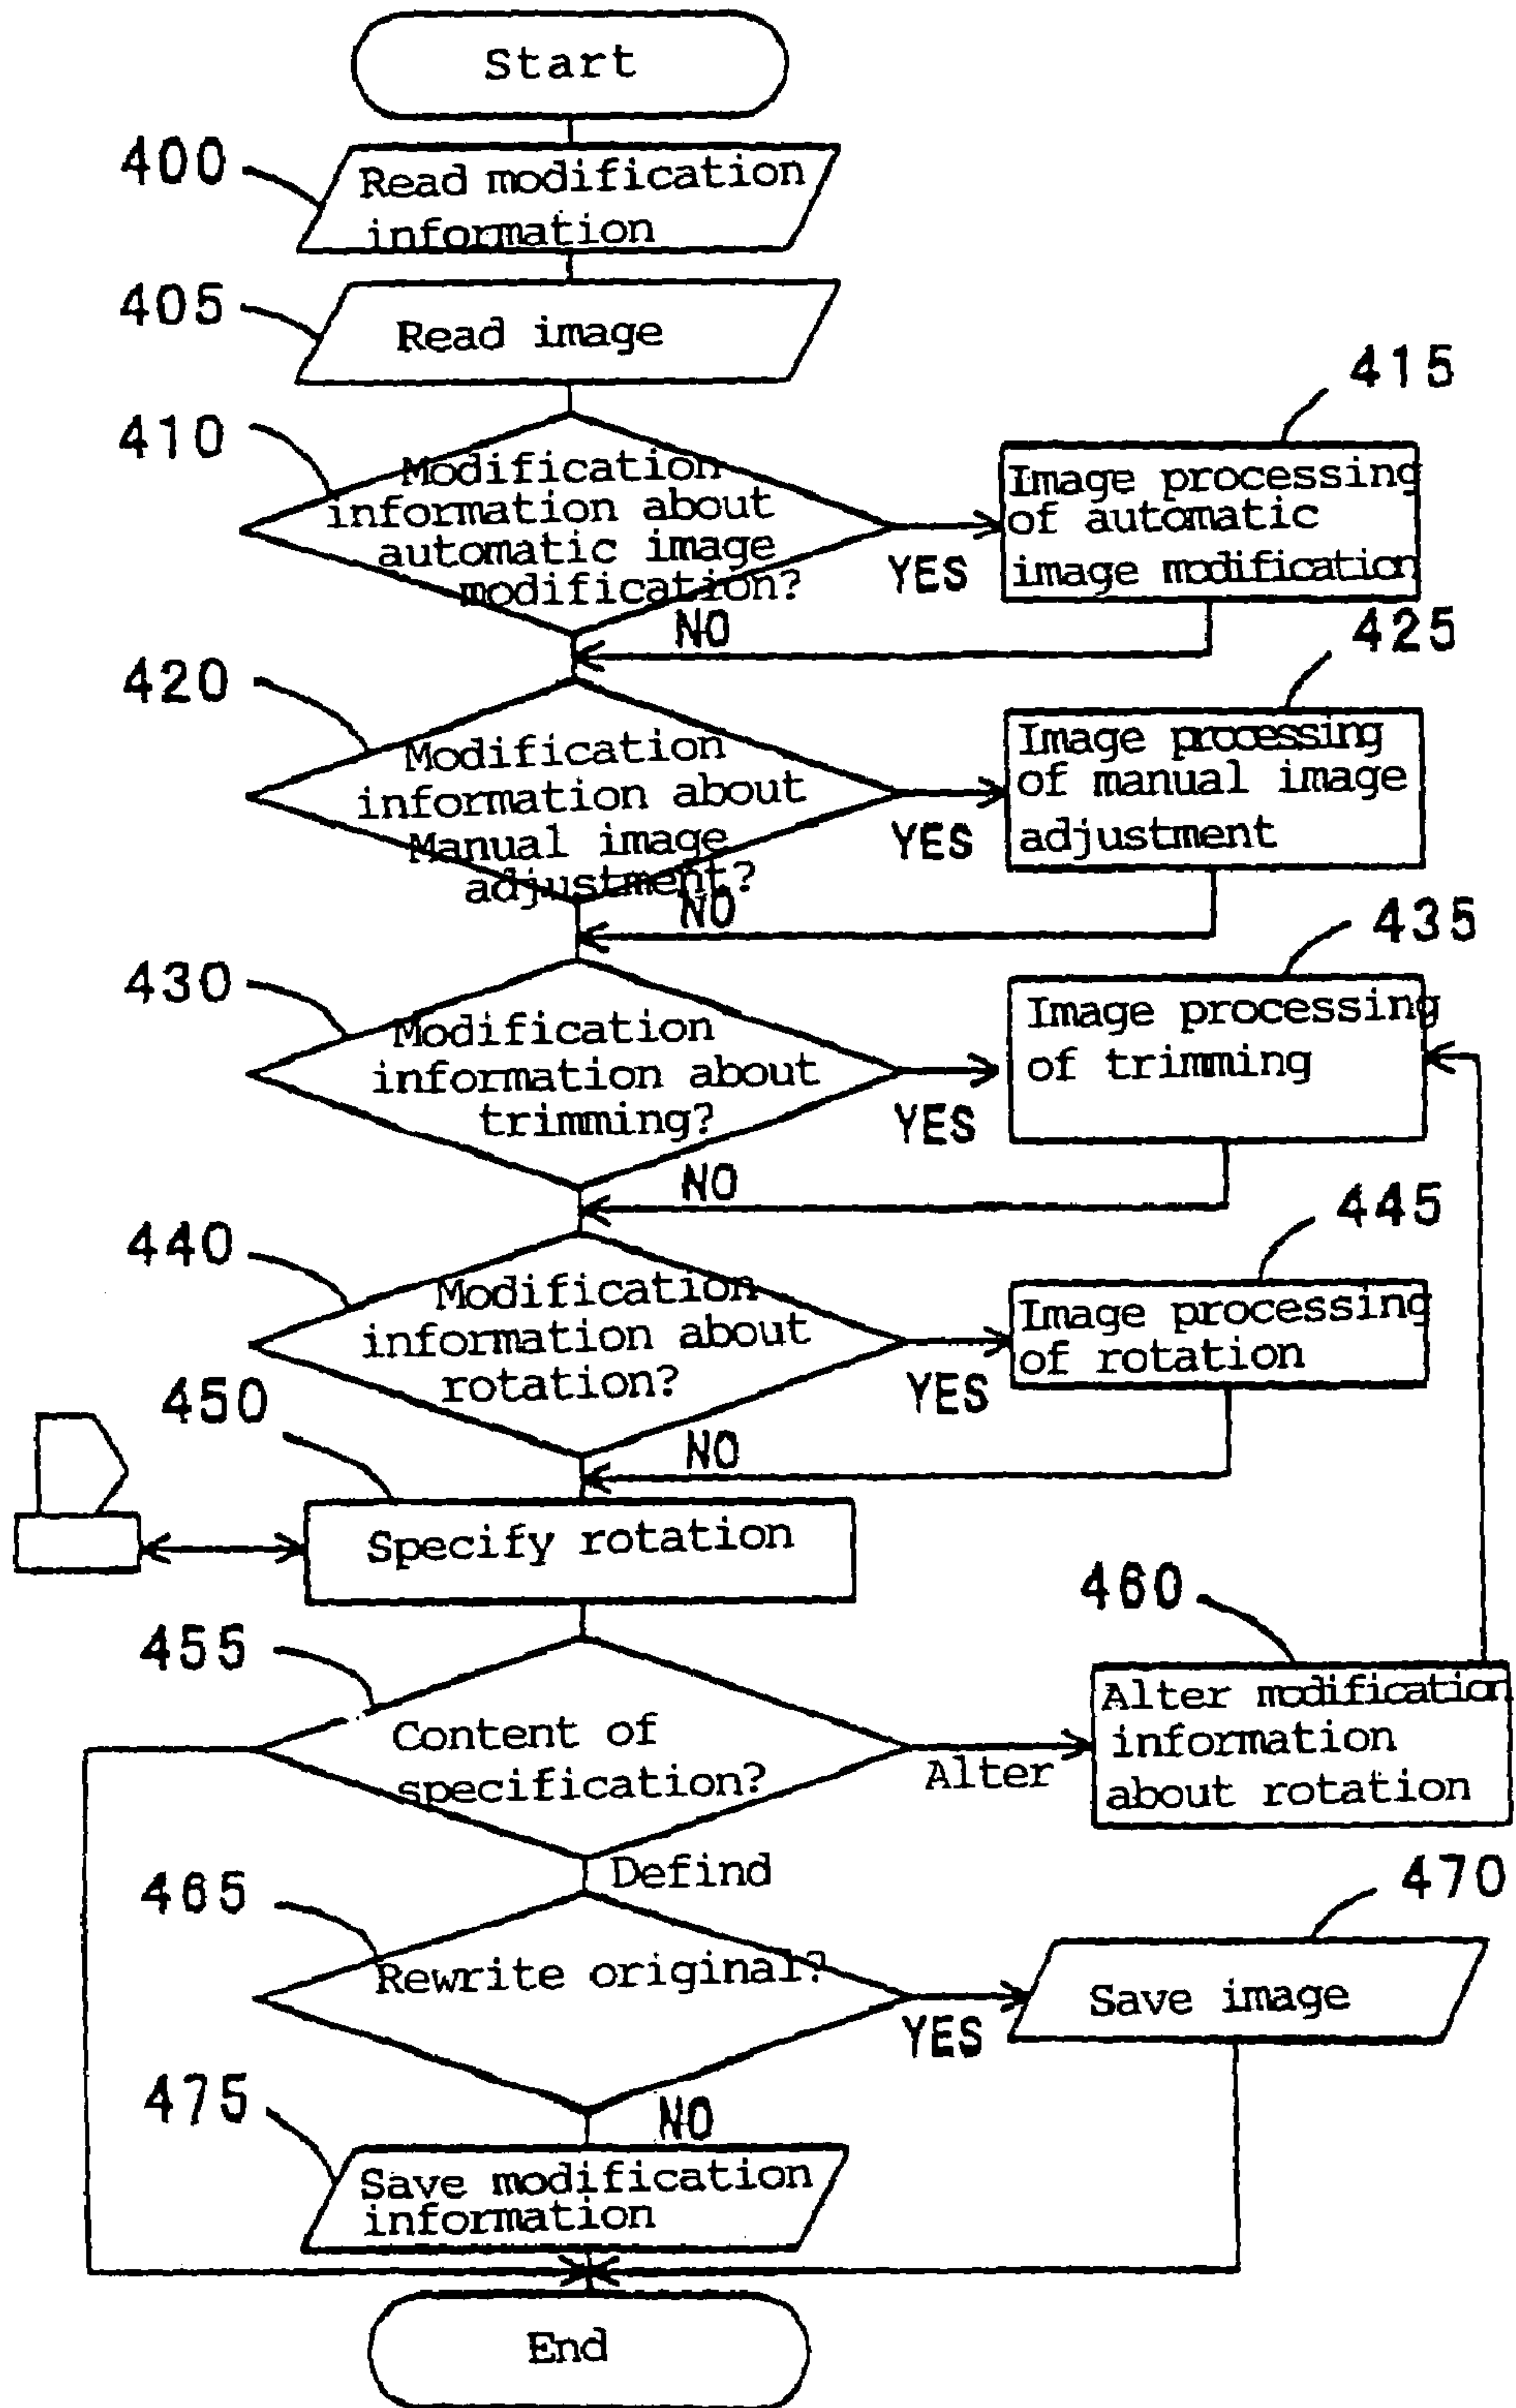 Start
400
Read modification
information
405
Read image
410
Modification
information about
automatic image
modification?
YES
NO
415
Image processing
of automatic
image modification
420
Modification
information about
Manual image
adjustment?
YES
NO
425
Image processing
of manual image
adjustment
430
Modification
information about
trimming?
YES
NO
435
Image processing
of trimming
440
Modification
information about
rotation?
YES
NO
445
Image processing
of rotation
450
Specify rotation
455
Content of
specification?
Alter
Defind
460
Alter modification
information
about rotation
465
Rewrite original?
YES
NO
470
Save image
475
Save modification
information
End